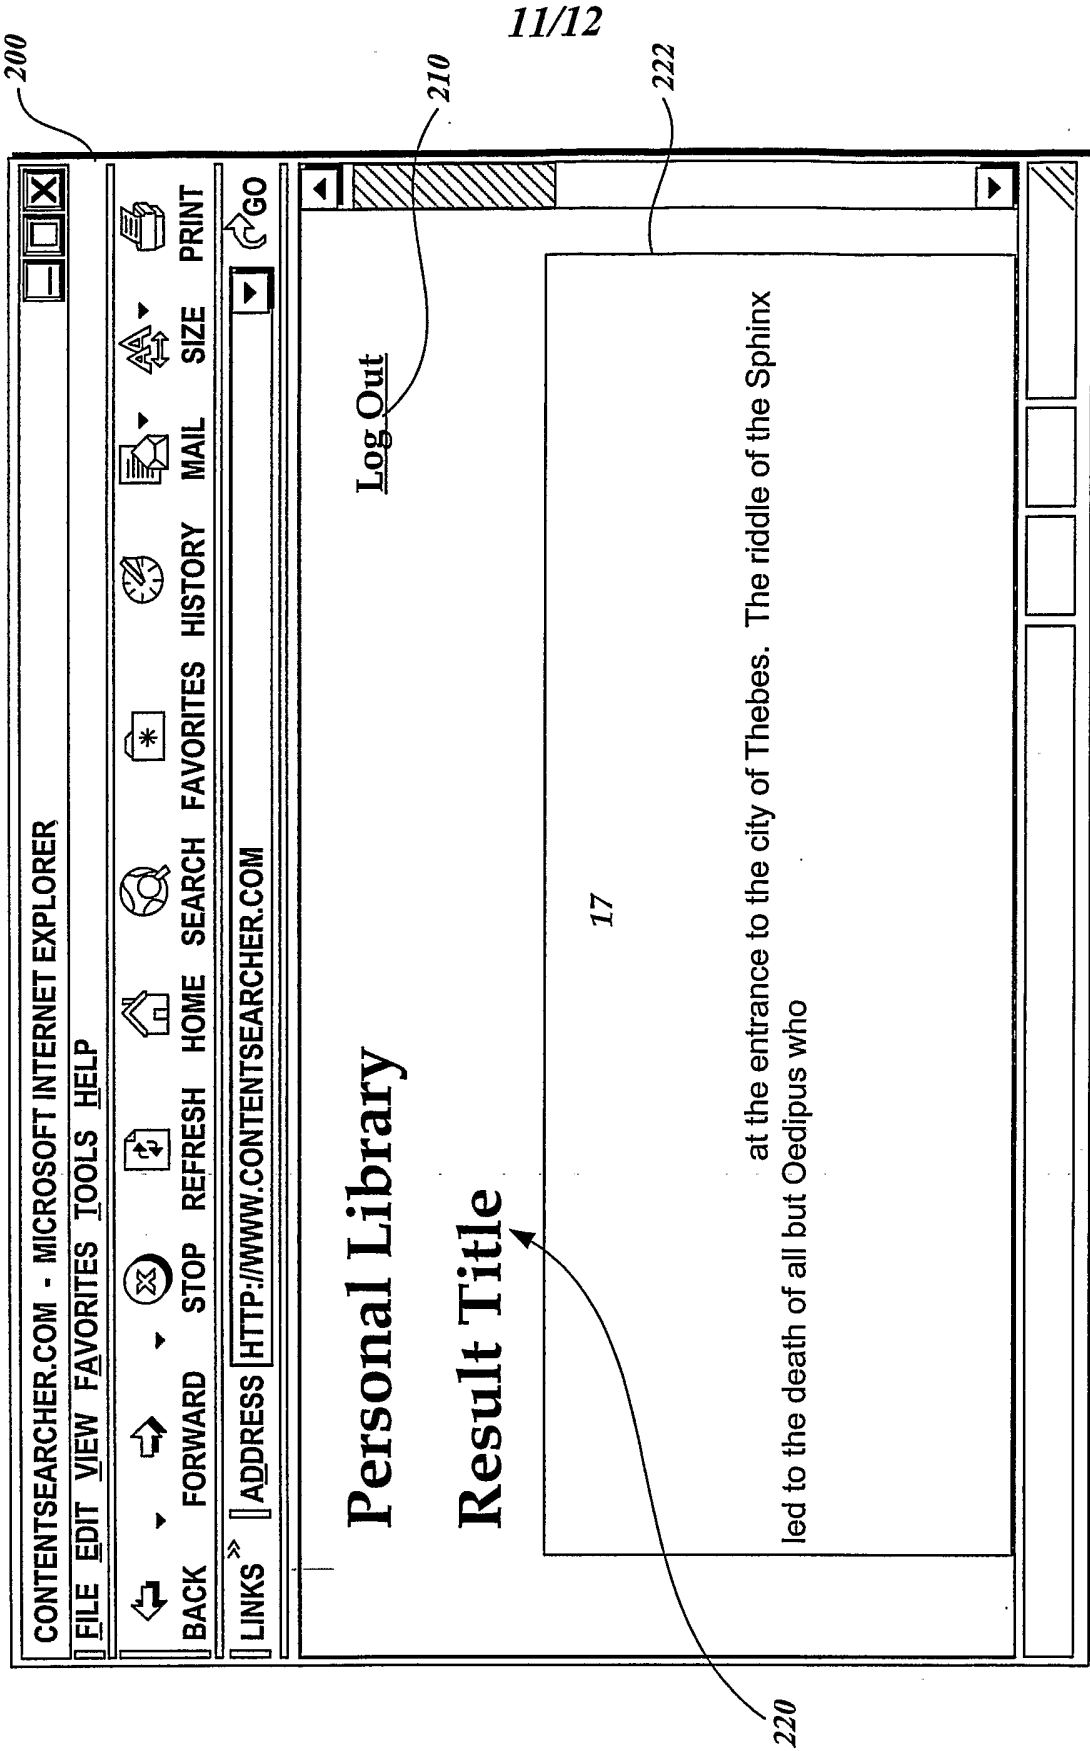 11/12
200
CONTENTSEARCHER.COM - MICROSOFT INTERNET EXPLORER
FILE EDIT VIEW FAVORITES TOOLS HELP
BACK FORWARD STOP REFRESH HOME SEARCH FAVORITES HISTORY MAIL SIZE PRINT
LINKS >> ADDRESS HTTP://WWW.CONTENTSEARCHER.COM GO
Personal Library
Log Out
210
Result Title
220
222
17
at the entrance to the city of Thebes. The riddle of the Sphinx
led to the death of all but Oedipus who